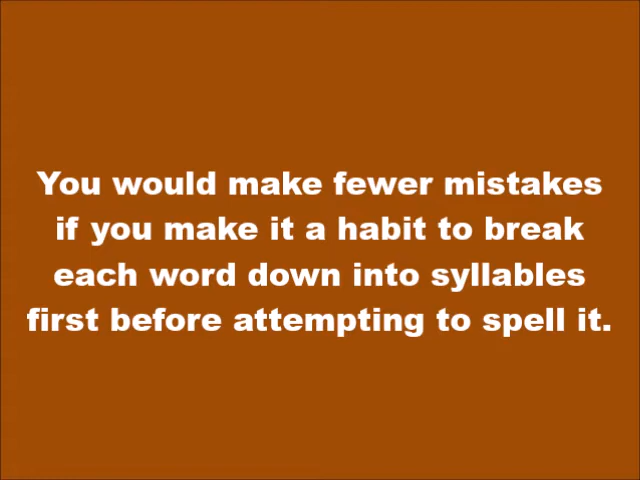 You would make fewer mistakes
if you make it a habit to break
each word down into syllables
first before attempting to spell it.